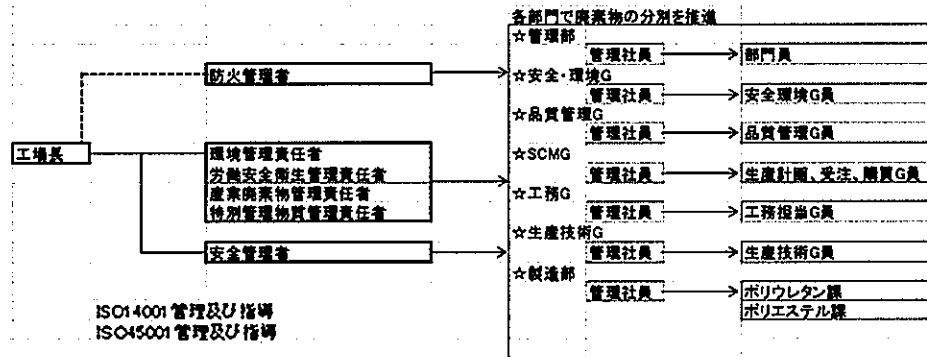 各部門で廃棄物の分別を推進
☆管理部
管理社員
部門員
防火管理者
☆安全・環境G
管理社員
安全環境G員
☆品質管理G
管理社員
品質管理G員
工場長
環境管理責任者
労働安全衛生管理責任者
産業廃棄物管理責任者
特別管理物質管理責任者
☆SCMG
管理社員
生産計画、受注、購買G員
☆工務G
管理社員
工務担当G員
☆生産技術G
安全管理者
管理社員
生産技術G員
☆製造部
管理社員
ポリウレタン課
ポリエステル課
ISO14001管理及び指導
ISO45001管理及び指導